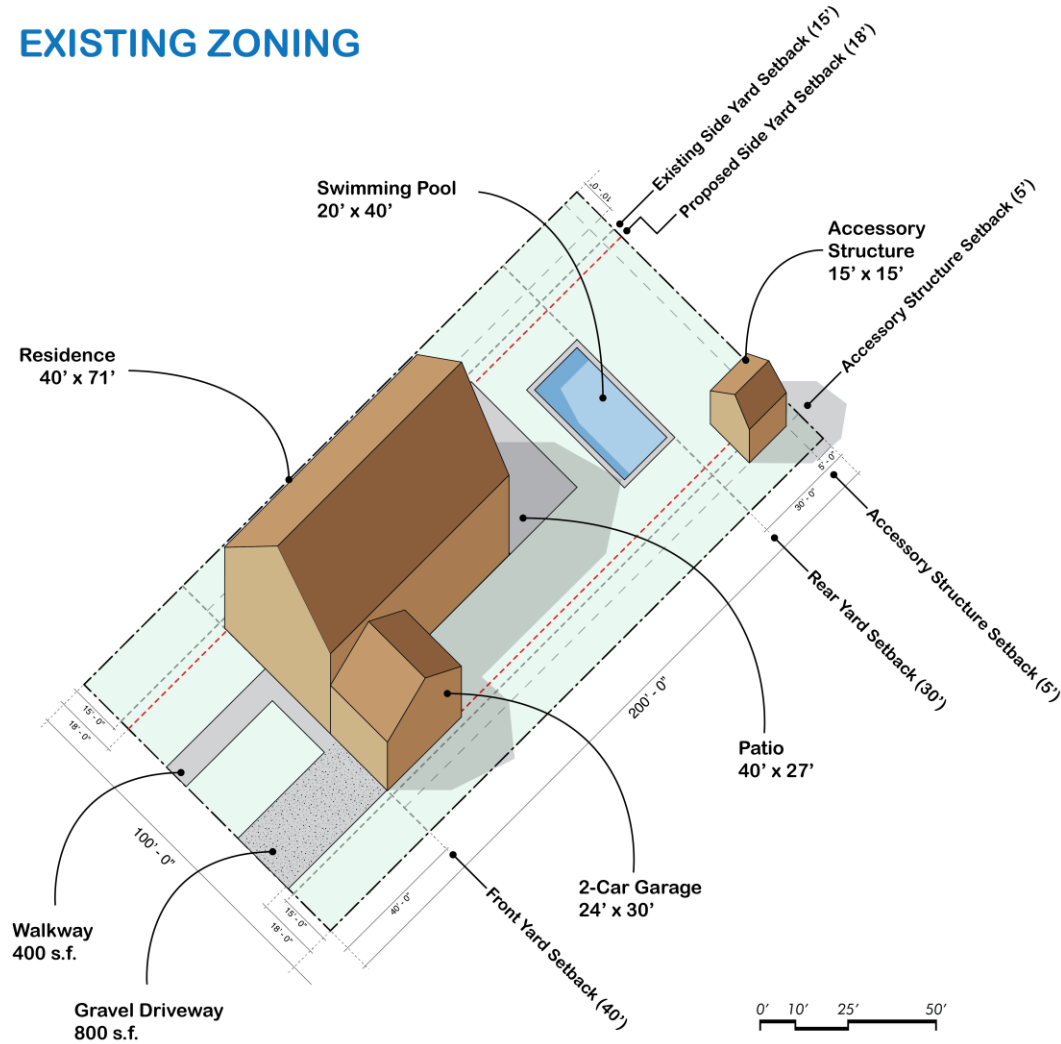 EXISTING ZONING
Existing Side Yard Setback (15’)
Proposed Side Yard Setback (18’)
Accessory Structure Setback (5’)
10' - 0"
Swimming Pool
20’ x 40’
Accessory
Structure
15’ x 15’
Residence
40’ x 71’
5' - 0"
30' - 0"
Accessory Structure Setback (5’)
Rear Yard Setback (30’)
200' - 0"
15' - 0"
18' - 0"
Patio
40’ x 27’
100' - 0"
2-Car Garage
24’ x 30’
Front Yard Setback (40’)
40' - 0"
15' - 0"
18' - 0"
Walkway
400 s.f.
Gravel Driveway
800 s.f.
0’ 10’ 25’ 50’